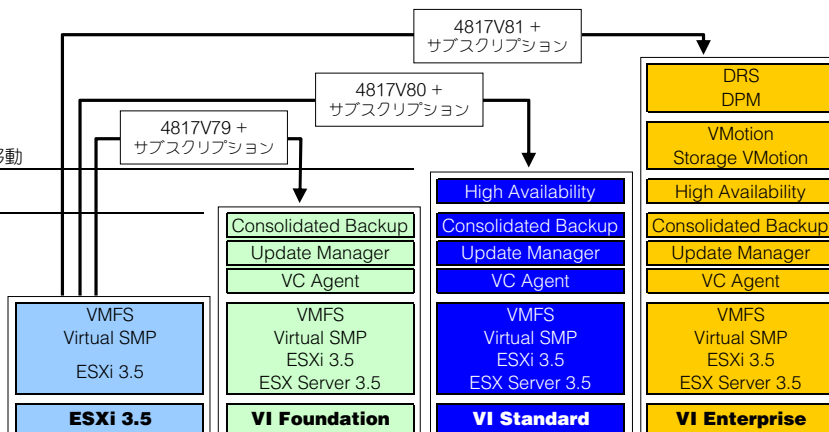 4817V81 +
サブスクリプション
4817V80 +
サブスクリプション
4817V79 +
サブスクリプション
移動
VMFS
Virtual SMP
ESXi 3.5
ESXi 3.5
Consolidated Backup
Update Manager
VC Agent
VMFS
Virtual SMP
ESXi 3.5
ESX Server 3.5
VI Foundation
High Availability
Consolidated Backup
Update Manager
VC Agent
VMFS
Virtual SMP
ESXi 3.5
ESX Server 3.5
VI Standard
DRS
DPM
VMotion
Storage VMotion
High Availability
Consolidated Backup
Update Manager
VC Agent
VMFS
Virtual SMP
ESXi 3.5
ESX Server 3.5
VI Enterprise